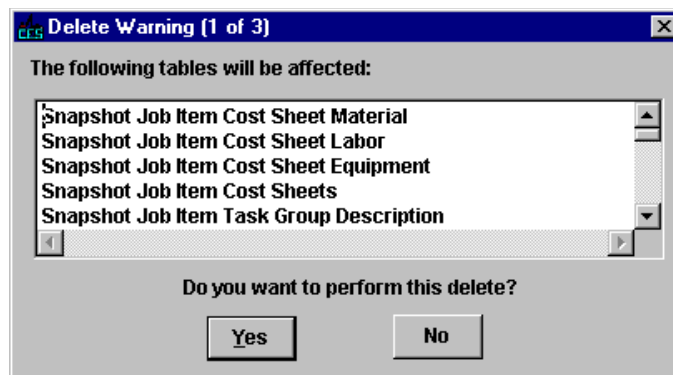 CES Delete Warning (1 of 3)
The following tables will be affected:
Snapshot Job Item Cost Sheet Material
Snapshot Job Item Cost Sheet Labor
Snapshot Job Item Cost Sheet Equipment
Snapshot Job Item Cost Sheets
Snapshot Job Item Task Group Description
Do you want to perform this delete?
Yes No